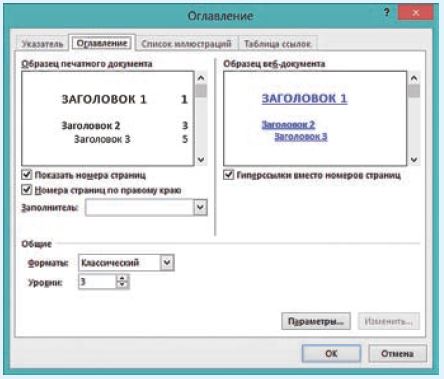 Оглавление
?
Указатель Оглавление Список иллюстраций Таблица ссылок
Образец печатного документа
ЗАГОЛОВОК 1 1
Заголовок 2 3
Заголовок 3 5
Показать номера страниц
Номера страниц по правому краю
Заполнитель:
Образец веб-документа
ЗАГОЛОВОК 1
Заголовок 2
Заголовок 3
Гиперссылки вместо номеров страниц
Общие
Форматы: Классический
Уровни: 3
Параметры... Изменить...
ОК Отмена